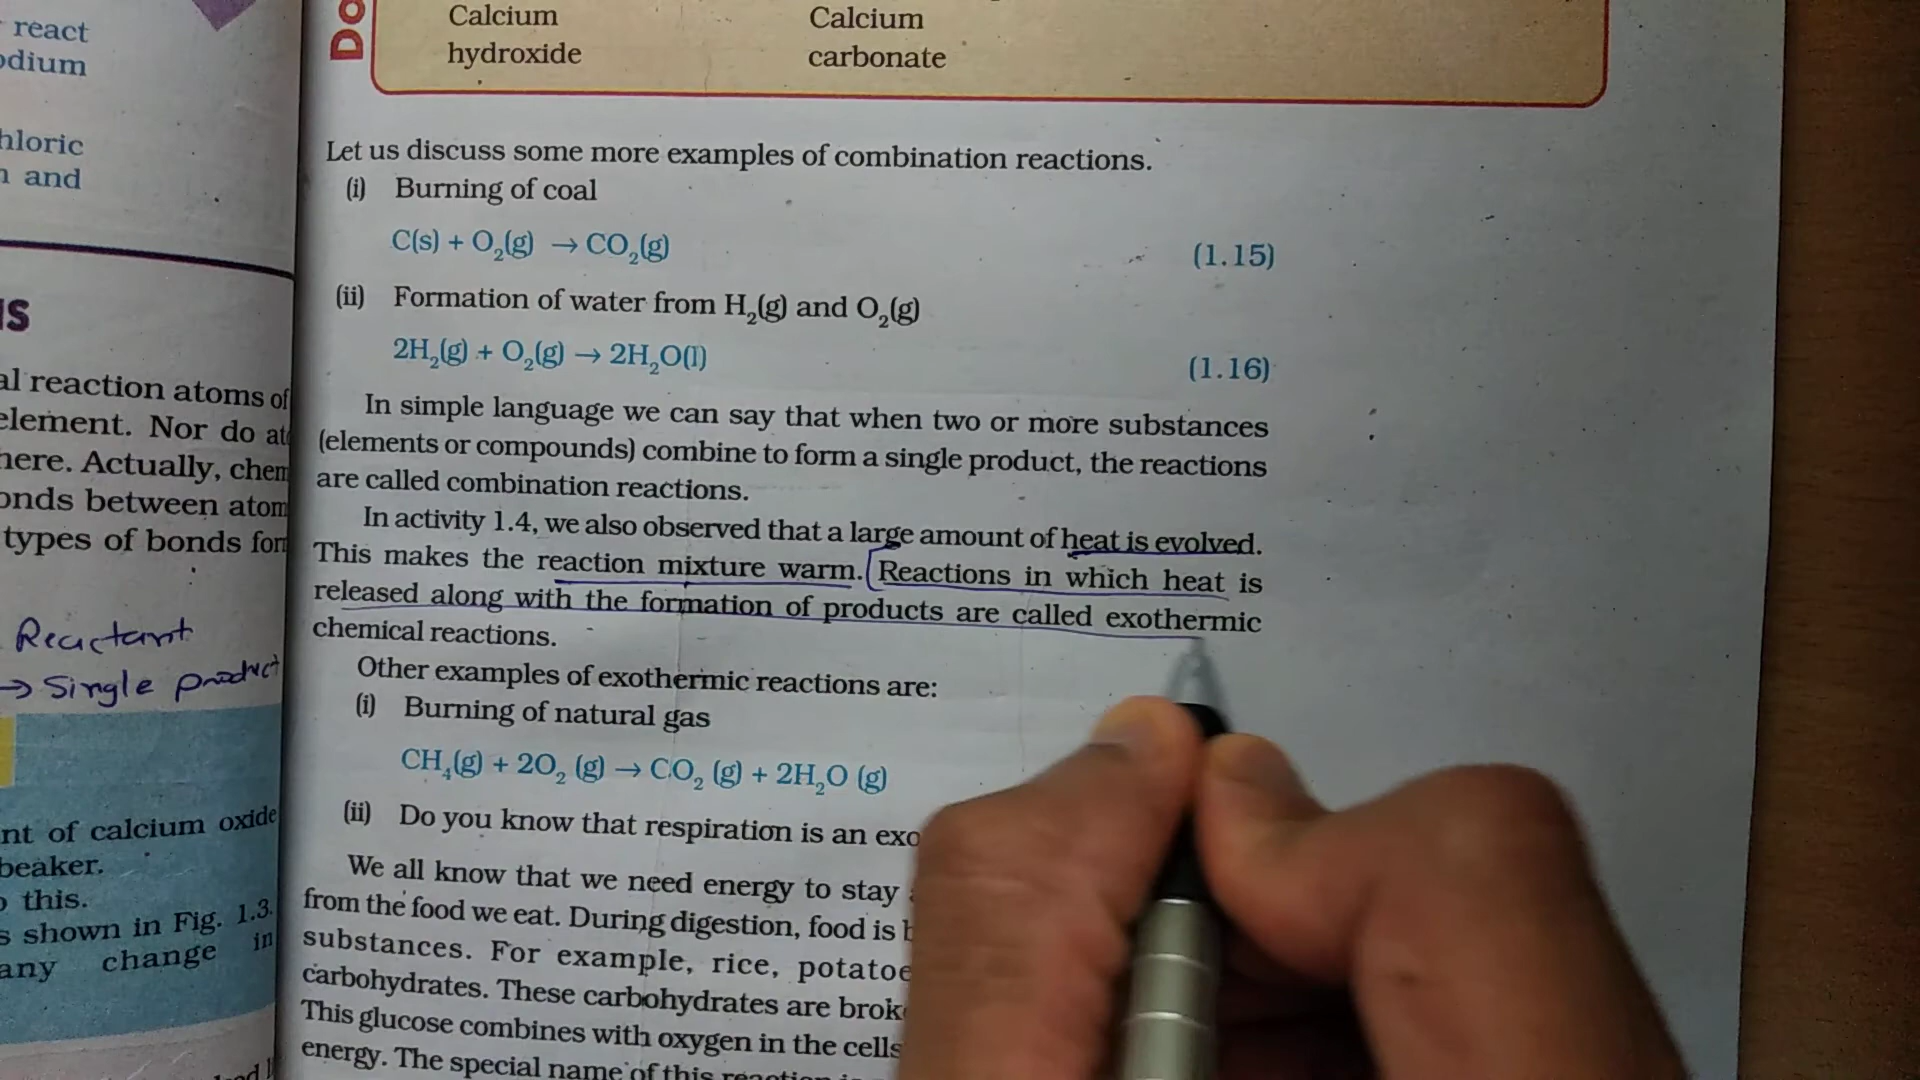 react
odium
hloric
and
al reaction atoms of
element. Nor do
here. Actually, chem
onds between atom
types of bonds for
Reactant
→ Single product
nt of calcium oxide
beaker.
this.
s shown in Fig. 1.3.
any change in
Do
Calcium Calcium
hydroxide carbonate
Let us discuss some more examples of combination reactions.
(i) Burning of coal
C(s) + O₂(g) → CO₂(g) (1.15)
(ii) Formation of water from H₂(g) and O₂(g)
2H₂(g) + O₂(g) → 2H₂O(l) (1.16)
In simple language we can say that when two or more substances
(elements or compounds) combine to form a single product, the reactions
are called combination reactions.
In activity 1.4, we also observed that a large amount of heat is evolved.
This makes the reaction mixture warm. Reactions in which heat is
released along with the formation of products are called exothermic
chemical reactions.
Other examples of exothermic reactions are:
(i) Burning of natural gas
CH₄(g) + 2O₂ (g) → CO₂ (g) + 2H₂O (g)
(ii) Do you know that respiration is an exo
We all know that we need energy to stay
from the food we eat. During digestion, food is b
substances. For example, rice, potatoe
carbohydrates. These carbohydrates are brok
This glucose combines with oxygen in the cells
energy. The special name of this reaction